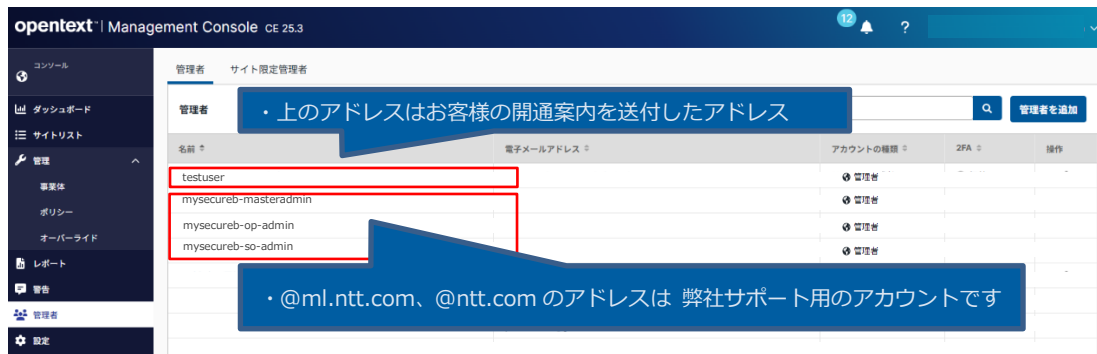 opentext™ | Management Console CE 25.3
12
?
コンソール
管理者 サイト限定管理者
ダッシュボード
管理者
・上のアドレスはお客様の開通案内を送付したアドレス
管理者を追加
サイトリスト
名前 電子メールアドレス アカウントの種類 2FA 操作
管理
testuser 管理者
事業体
mysecureb-masteradmin 管理者
ポリシー
mysecureb-op-admin 管理者
オーバーライド
mysecureb-so-admin 管理者
レポート
警告
・@ml.ntt.com、@ntt.com のアドレスは 弊社サポート用のアカウントです
管理者
設定